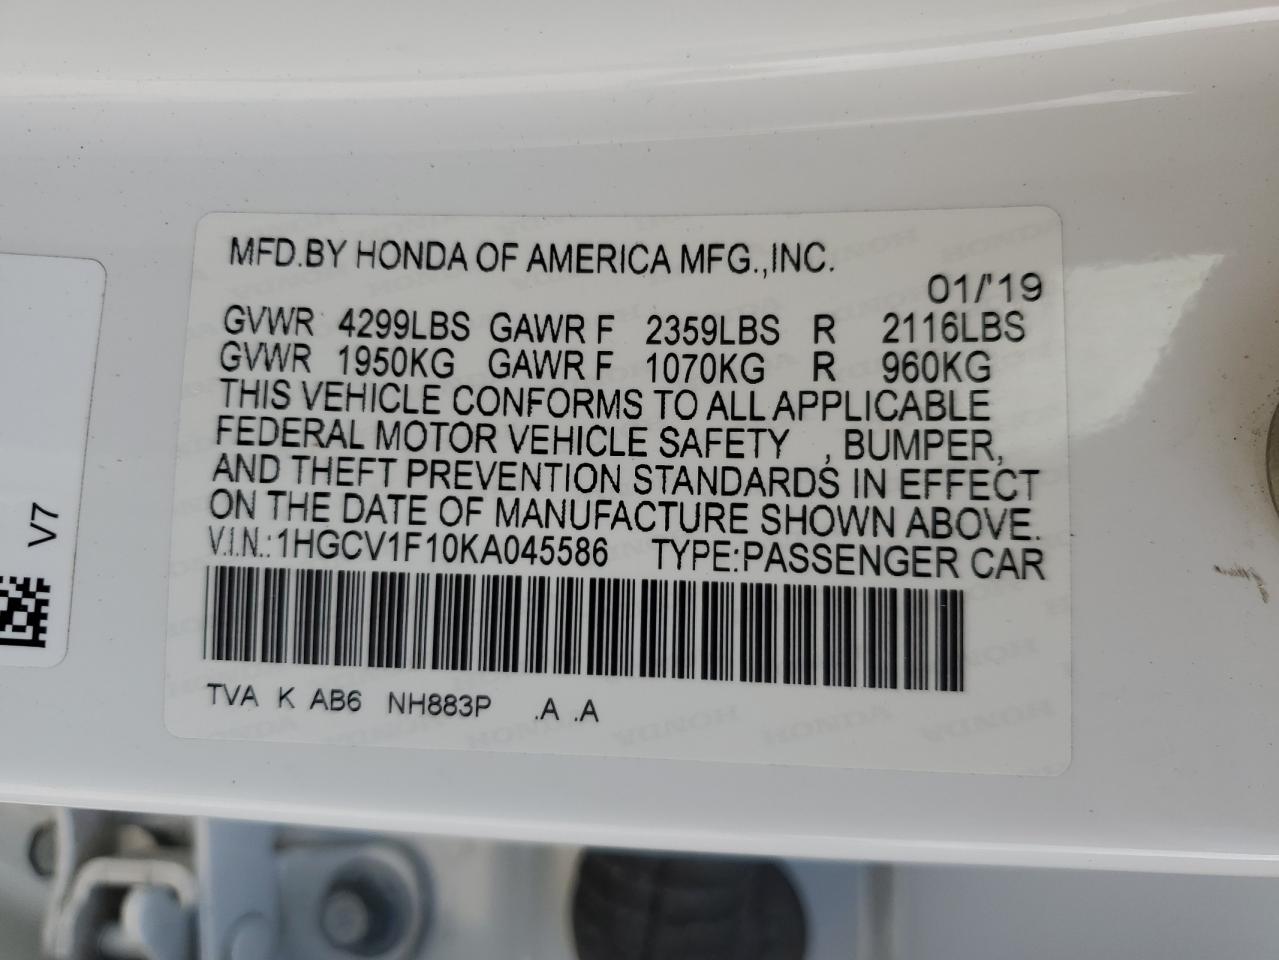 MFD.BY HONDA OF AMERICA MFG.,INC.
01/'19
GVWR 4299LBS GAWR F 2359LBS R 2116LBS
GVWR 1950KG GAWR F 1070KG R 960KG
THIS VEHICLE CONFORMS TO ALL APPLICABLE
FEDERAL MOTOR VEHICLE SAFETY , BUMPER,
AND THEFT PREVENTION STANDARDS IN EFFECT
ON THE DATE OF MANUFACTURE SHOWN ABOVE.
V.I.N.:1HGCV1F10KA045586 TYPE:PASSENGER CAR
TVA K AB6 NH883P .A .A
V7